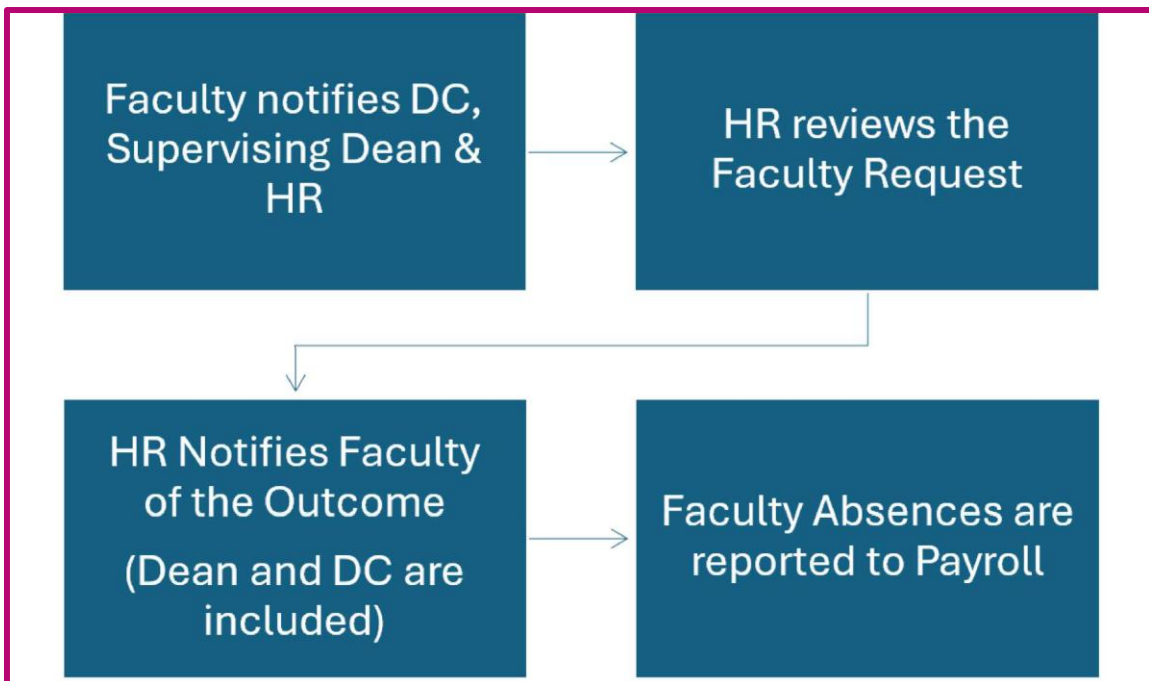 Faculty notifies DC,
Supervising Dean &
HR
HR reviews the
Faculty Request
HR Notifies Faculty
of the Outcome
(Dean and DC are
included)
Faculty Absences are
reported to Payroll